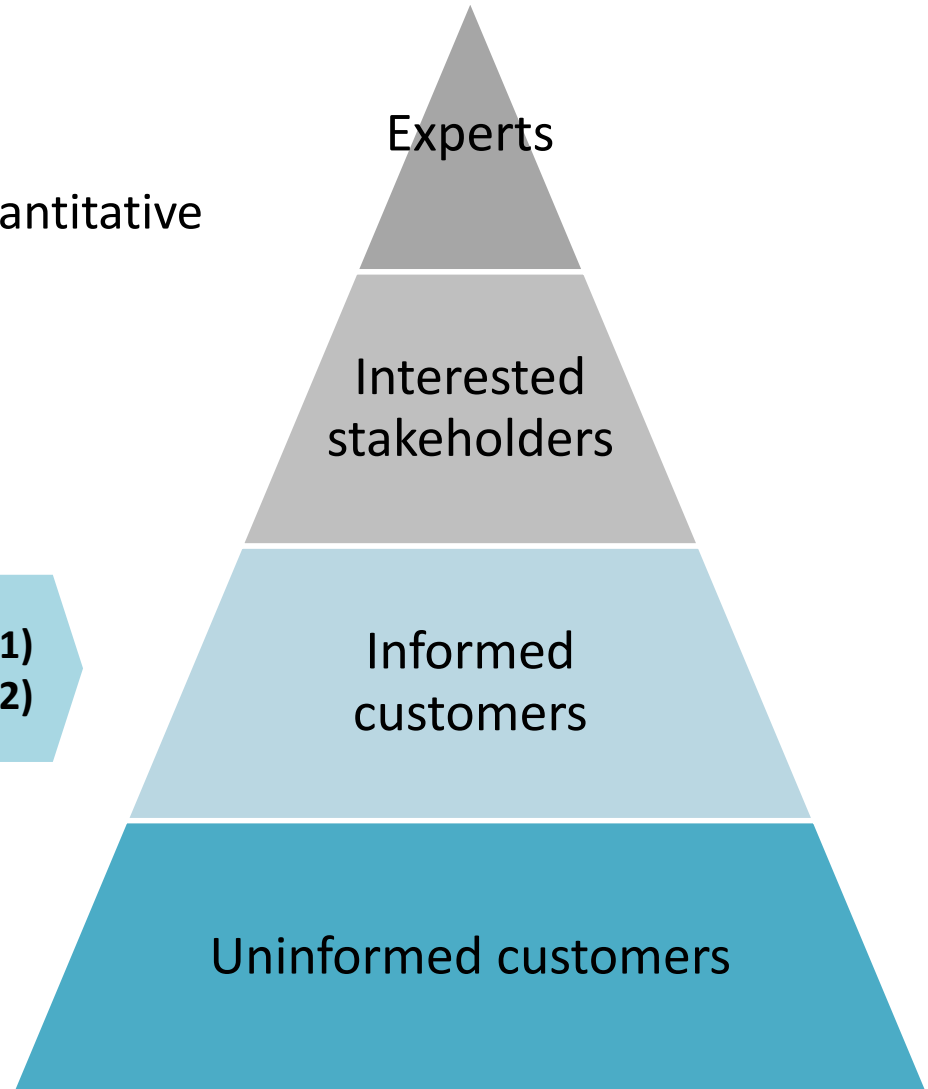 Experts
antitative
Interested
stakeholders
1)
2)
Informed
customers
Uninformed customers